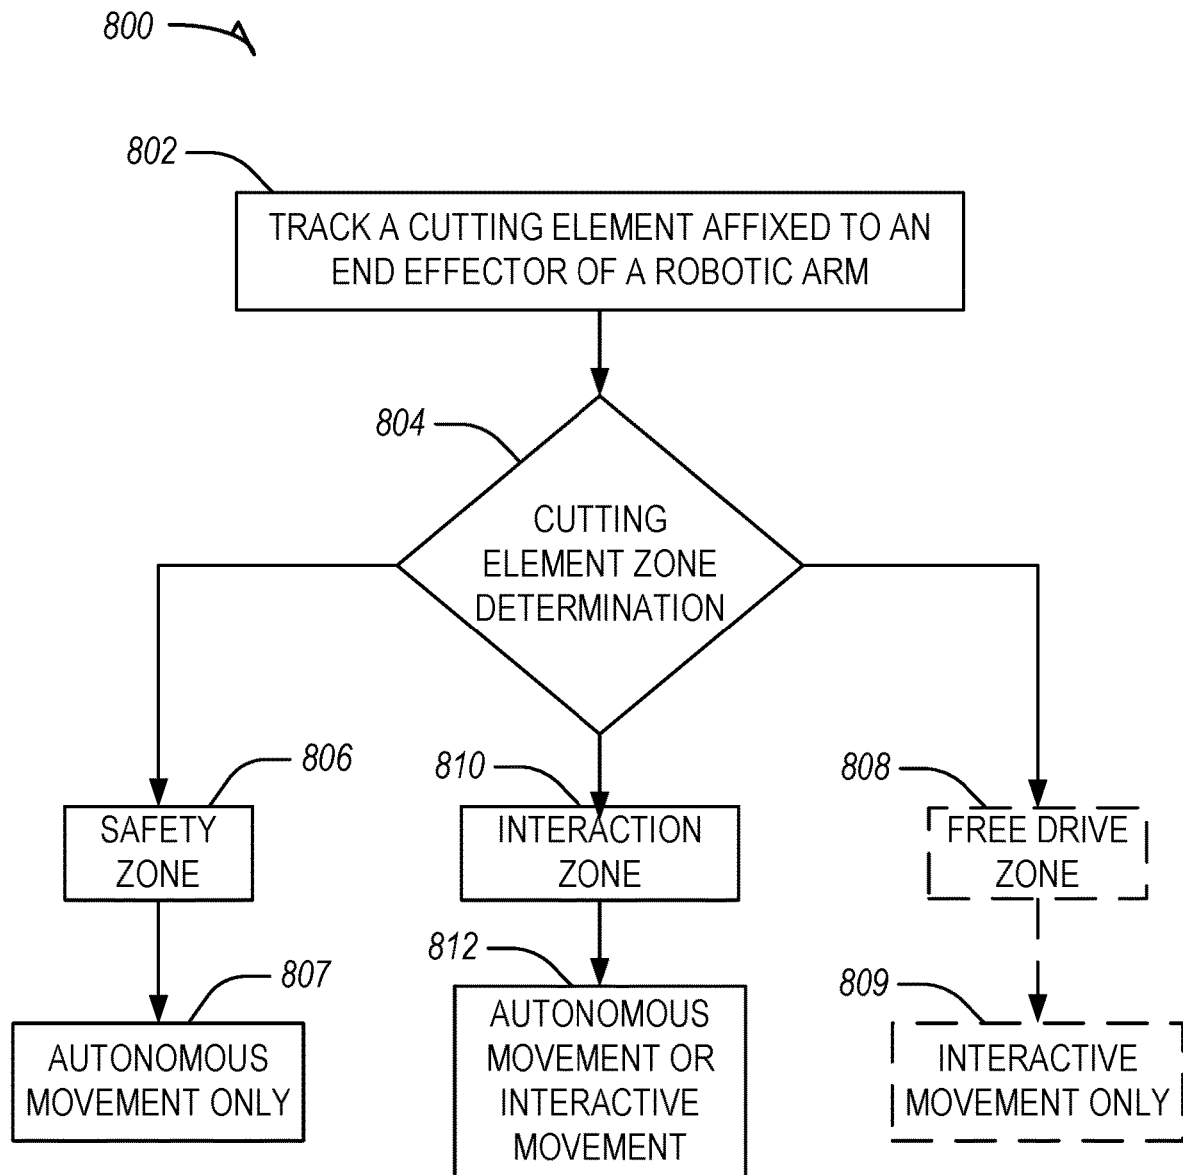 800
802
TRACK A CUTTING ELEMENT AFFIXED TO AN
END EFFECTOR OF A ROBOTIC ARM
804
CUTTING
ELEMENT ZONE
DETERMINATION
806
SAFETY
ZONE
807
AUTONOMOUS
MOVEMENT ONLY
810
INTERACTION
ZONE
812
AUTONOMOUS
MOVEMENT OR
INTERACTIVE
MOVEMENT
808
FREE DRIVE
ZONE
809
INTERACTIVE
MOVEMENT ONLY